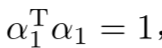 α₁ᵀα₁ = 1,